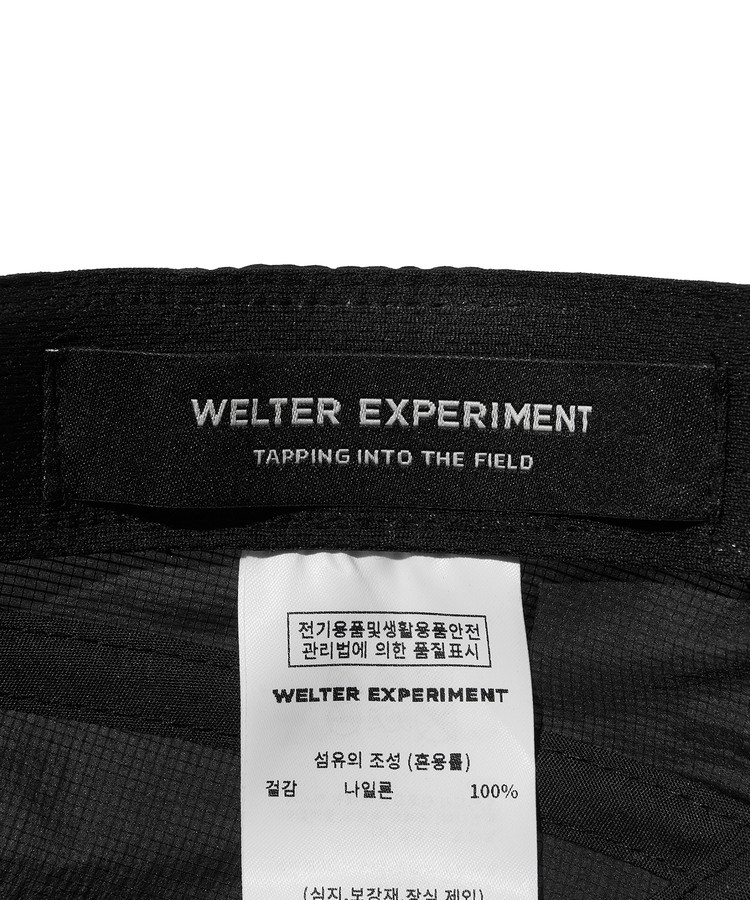 WELTER EXPERIMENT
TAPPING INTO THE FIELD
전기용품및생활용품안전
관리법에 의한 품질표시
WELTER EXPERIMENT
섬유의 조성 (혼용률)
겉감 나일론 100%
(심지,보강재,장식 제외)